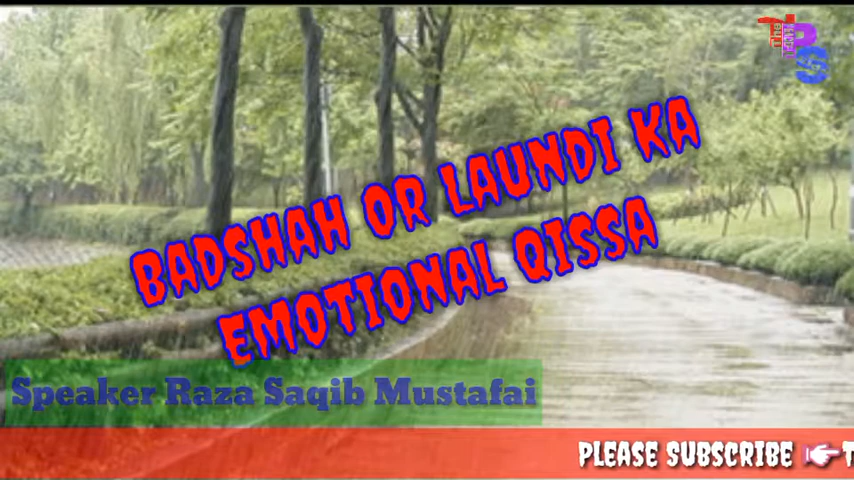 BADSHAH OR LAUNDI KA
EMOTIONAL QISSA
Speaker Raza Saqib Mustafai
PLEASE SUBSCRIBE 👉T